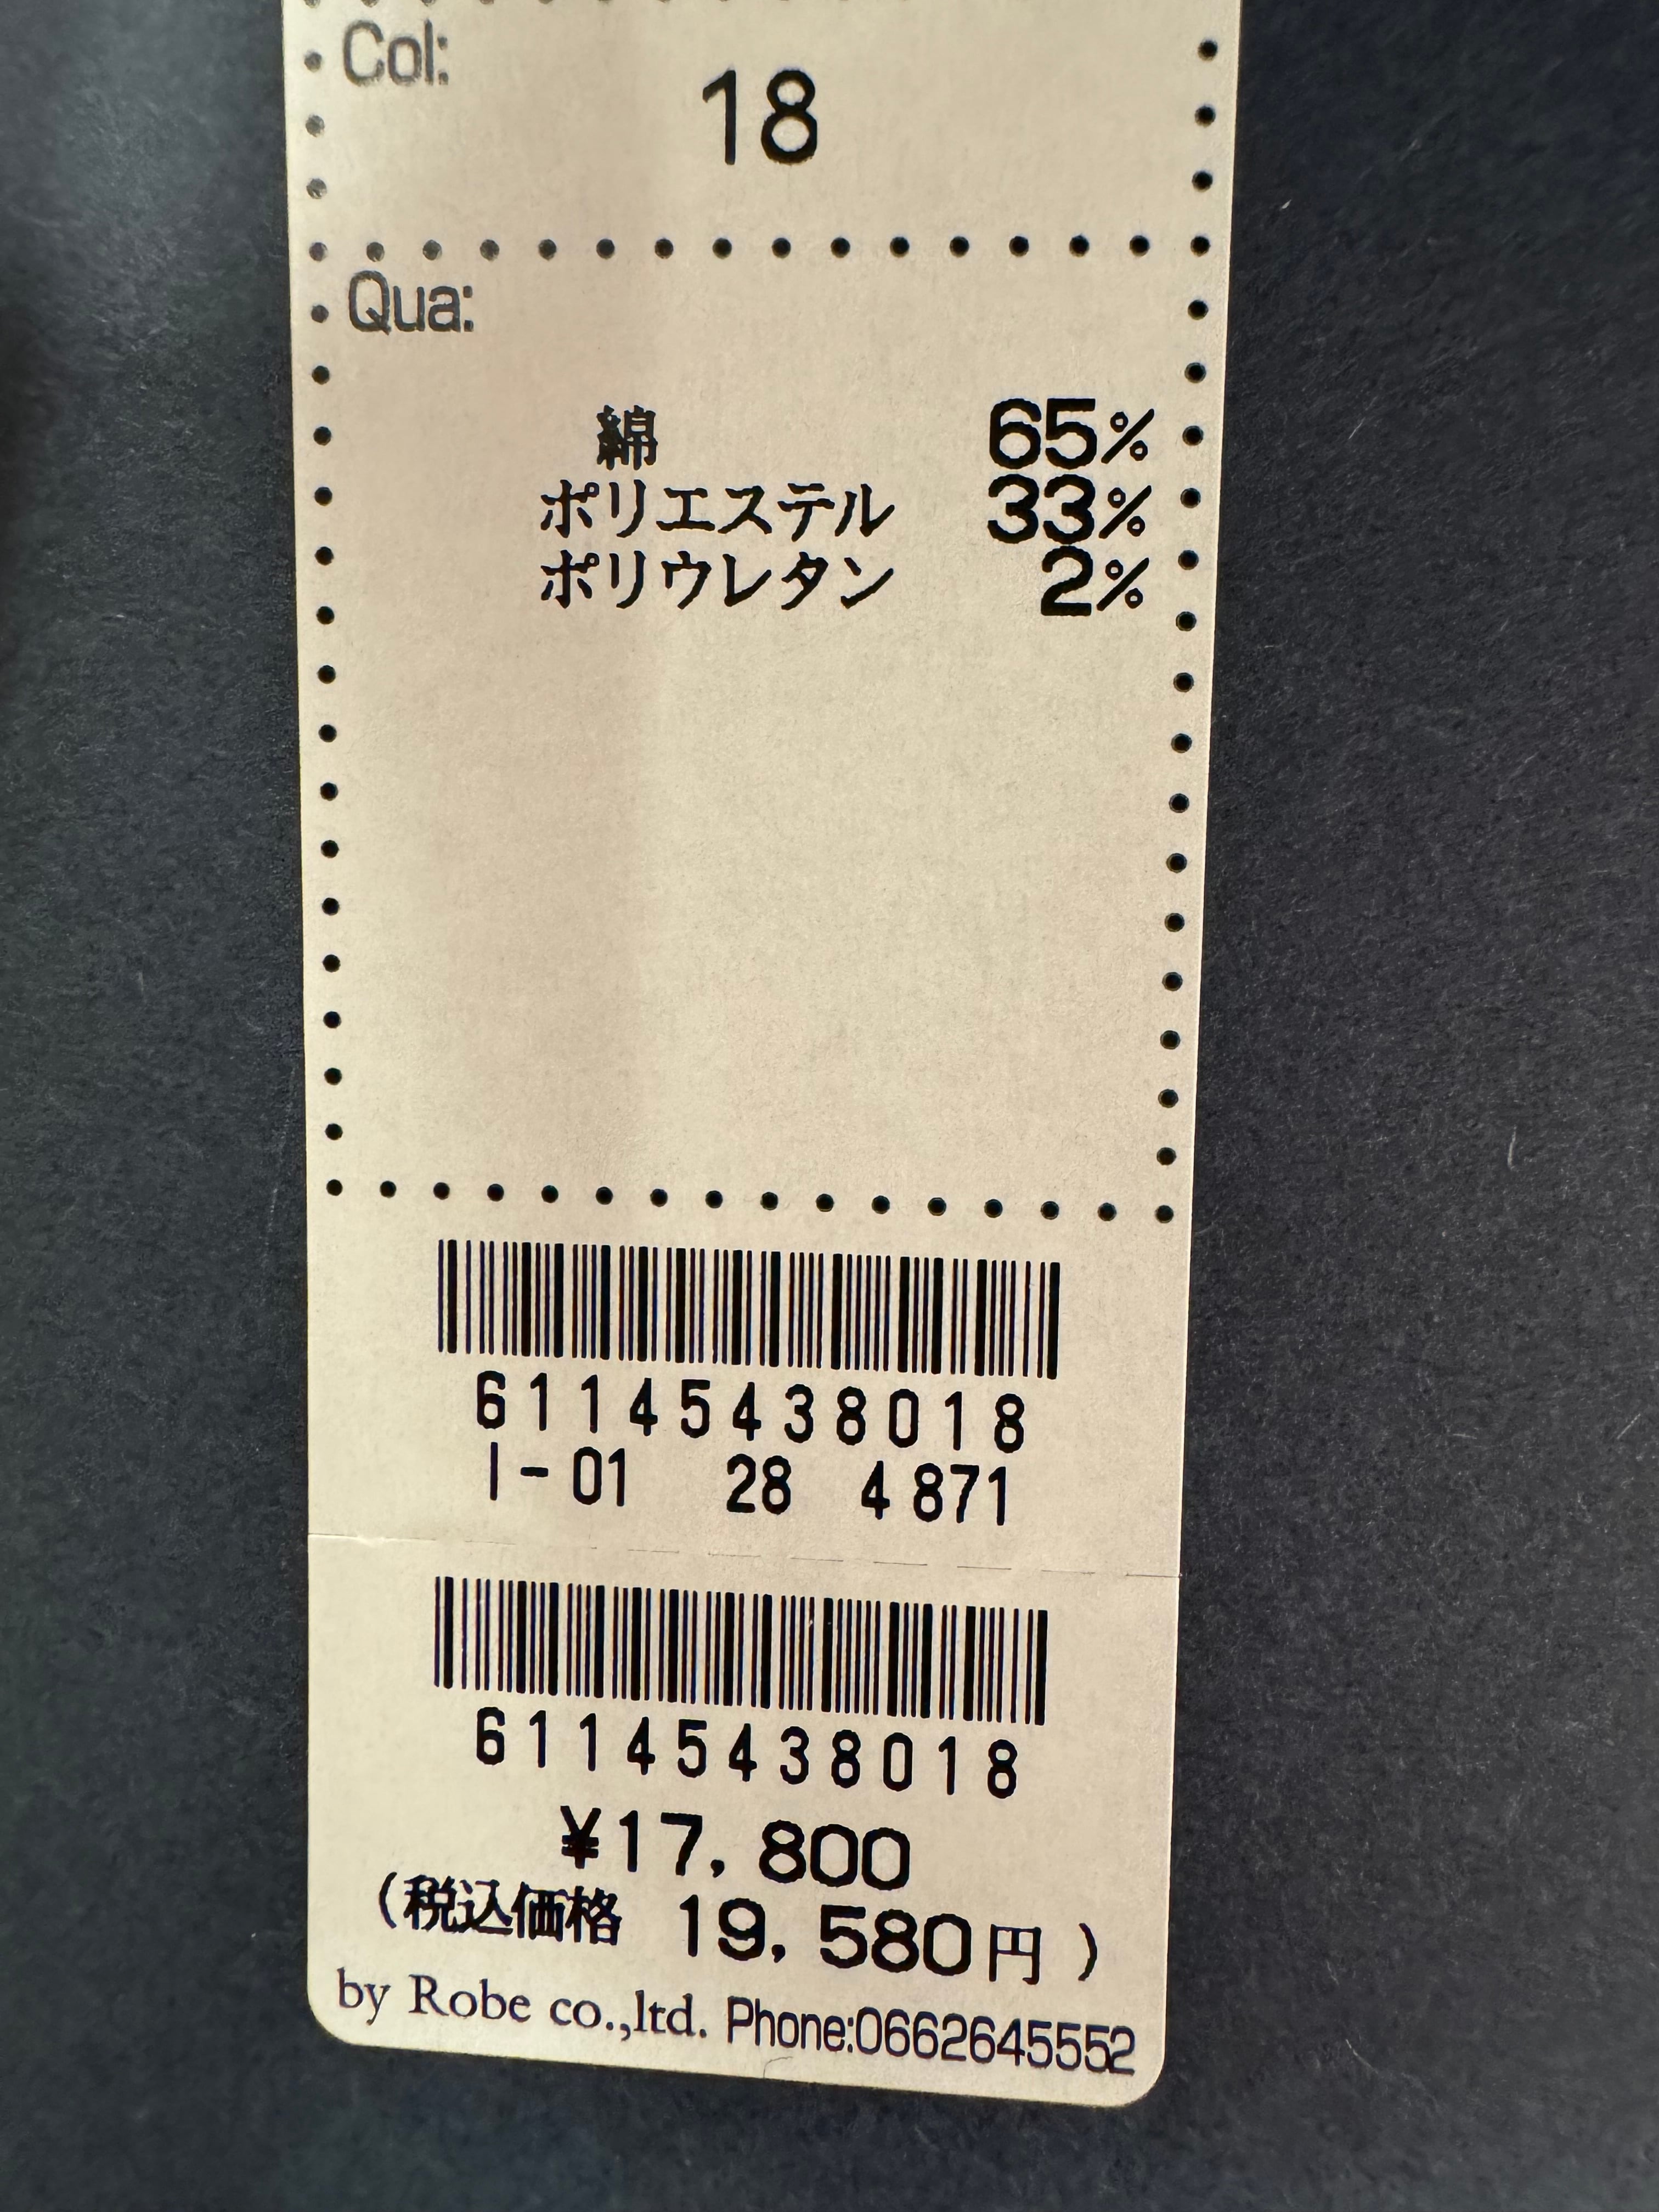 Col:
18
Qua:
綿 65%
ポリエステル 33%
ポリウレタン 2%
61145438018
I-01 28 4871
61145438018
¥17,800
(税込価格 19,580円)
by Robe co.,ltd. Phone:0662645552